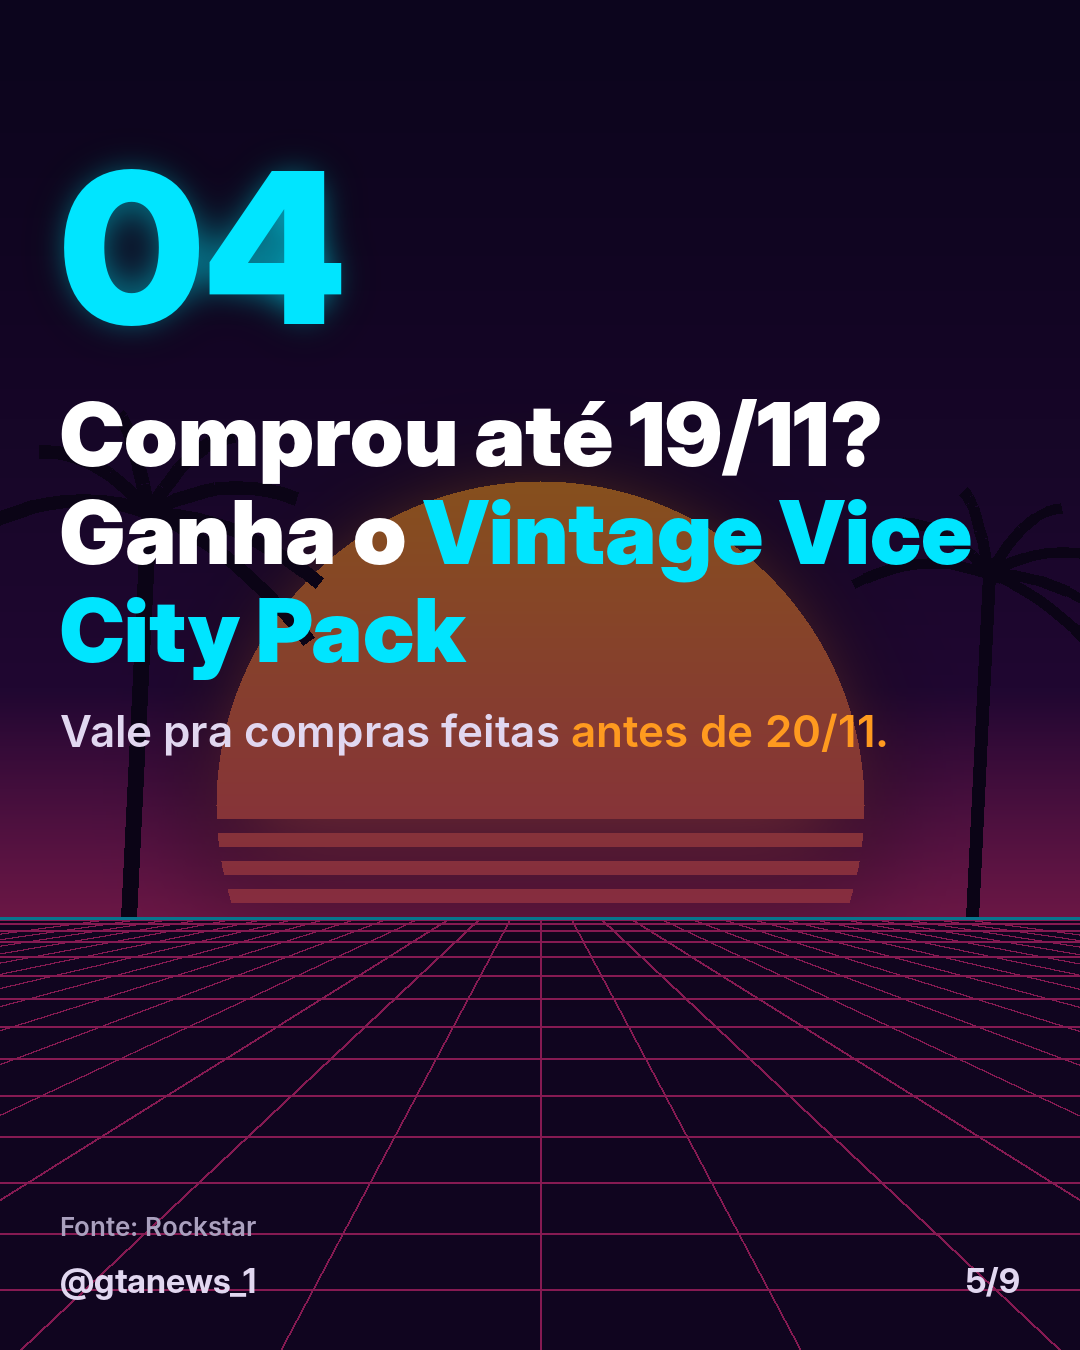 04
Comprou até 19/11?
Ganha o Vintage Vice
City Pack
Vale pra compras feitas antes de 20/11.
Fonte: Rockstar
@gtanews_1
5/9